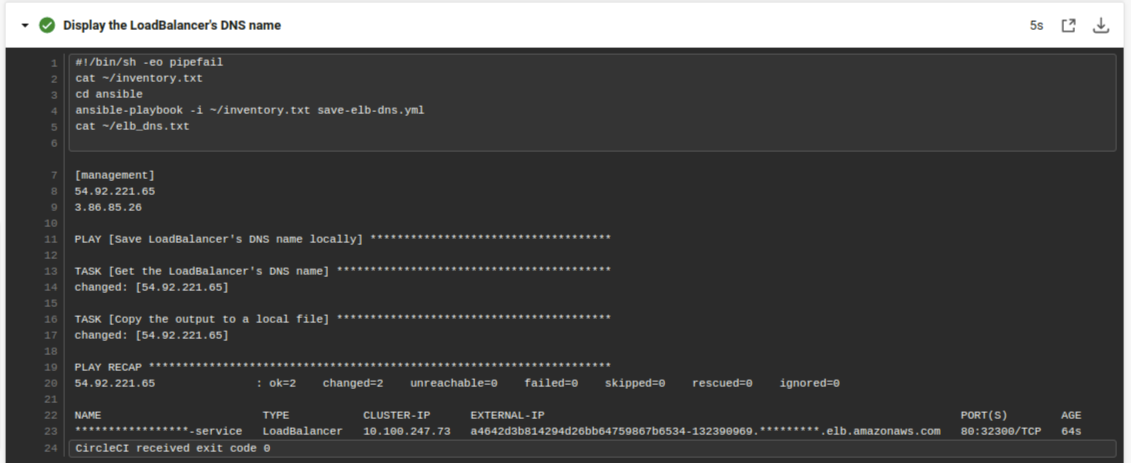 Display the LoadBalancer's DNS name 5s
1 #!/bin/sh -eo pipefail
2 cat ~/inventory.txt
3 cd ansible
4 ansible-playbook -i ~/inventory.txt save-elb-dns.yml
5 cat ~/elb_dns.txt
6
7 [management]
8 54.92.221.65
9 3.86.85.26
10
11 PLAY [Save LoadBalancer's DNS name locally] ************************************
12
13 TASK [Get the LoadBalancer's DNS name] *****************************************
14 changed: [54.92.221.65]
15
16 TASK [Copy the output to a local file] *****************************************
17 changed: [54.92.221.65]
18
19 PLAY RECAP *********************************************************************
20 54.92.221.65 : ok=2 changed=2 unreachable=0 failed=0 skipped=0 rescued=0 ignored=0
21
22 NAME TYPE CLUSTER-IP EXTERNAL-IP PORT(S) AGE
23 *****************-service LoadBalancer 10.100.247.73 a4642d3b814294d26bb64759867b6534-132390969.*********.elb.amazonaws.com 80:32300/TCP 64s
24 CircleCI received exit code 0